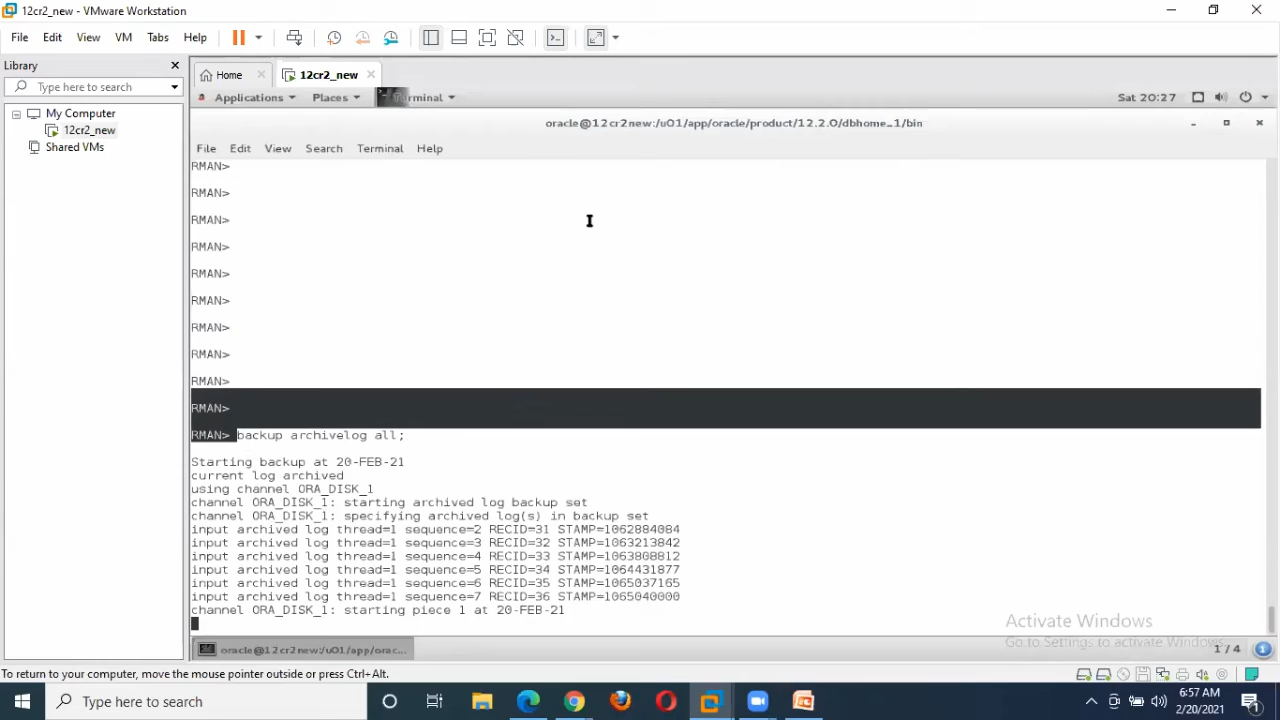 12cr2_new - VMware Workstation
File Edit View VM Tabs Help
Library
Type here to search
My Computer
12cr2_new
Shared VMs
Home
12cr2_new
Applications Places Terminal Sat 20:27
oracle@12cr2new:/u01/app/oracle/product/12.2.0/dbhome_1/bin
File Edit View Search Terminal Help
RMAN>
RMAN>
RMAN>
RMAN>
RMAN>
RMAN>
RMAN>
RMAN>
RMAN>
RMAN>
RMAN> backup archivelog all;
Starting backup at 20-FEB-21
current log archived
using channel ORA_DISK_1
channel ORA_DISK_1: starting archived log backup set
channel ORA_DISK_1: specifying archived log(s) in backup set
input archived log thread=1 sequence=2 RECID=31 STAMP=1062884084
input archived log thread=1 sequence=3 RECID=32 STAMP=1063213842
input archived log thread=1 sequence=4 RECID=33 STAMP=1063808812
input archived log thread=1 sequence=5 RECID=34 STAMP=1064431877
input archived log thread=1 sequence=6 RECID=35 STAMP=1065037165
input archived log thread=1 sequence=7 RECID=36 STAMP=1065040000
channel ORA_DISK_1: starting piece 1 at 20-FEB-21
Activate Windows
Go to Settings to activate Windows.
oracle@12cr2new:/u01/app/orac...
1 / 4
To return to your computer, move the mouse pointer outside or press Ctrl+Alt.
Type here to search
6:57 AM
2/20/2021